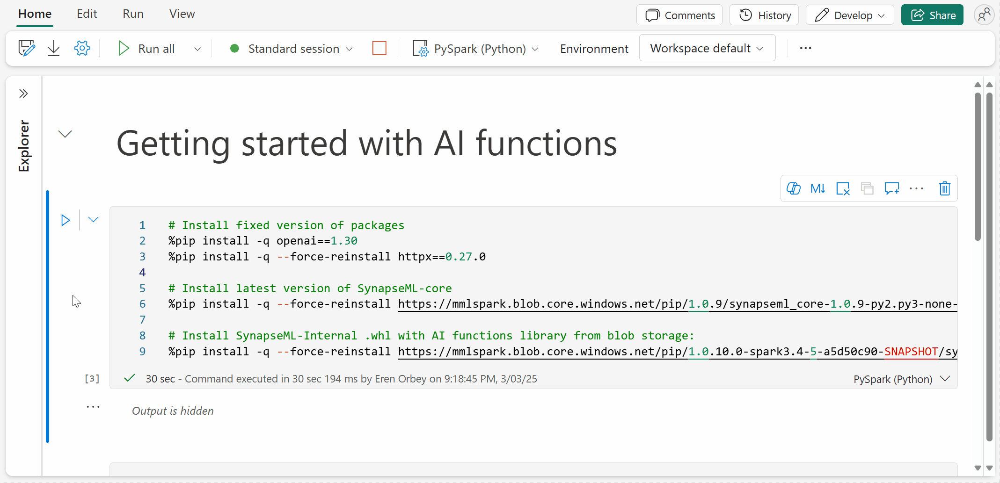 Home Edit Run View Comments History Develop Share
Run all Standard session PySpark (Python) Environment Workspace default ...
Explorer
Getting started with AI functions
M↓ ...
1 # Install fixed version of packages
2 %pip install -q openai==1.30
3 %pip install -q --force-reinstall httpx==0.27.0
4
5 # Install latest version of SynapseML-core
6 %pip install -q --force-reinstall https://mmlspark.blob.core.windows.net/pip/1.0.9/synapseml_core-1.0.9-py2.py3-none-
7
8 # Install SynapseML-Internal .whl with AI functions library from blob storage:
9 %pip install -q --force-reinstall https://mmlspark.blob.core.windows.net/pip/1.0.10.0-spark3.4-5-a5d50c90-SNAPSHOT/sy
[3] 30 sec - Command executed in 30 sec 194 ms by Eren Orbey on 9:18:45 PM, 3/03/25 PySpark (Python)
...
Output is hidden